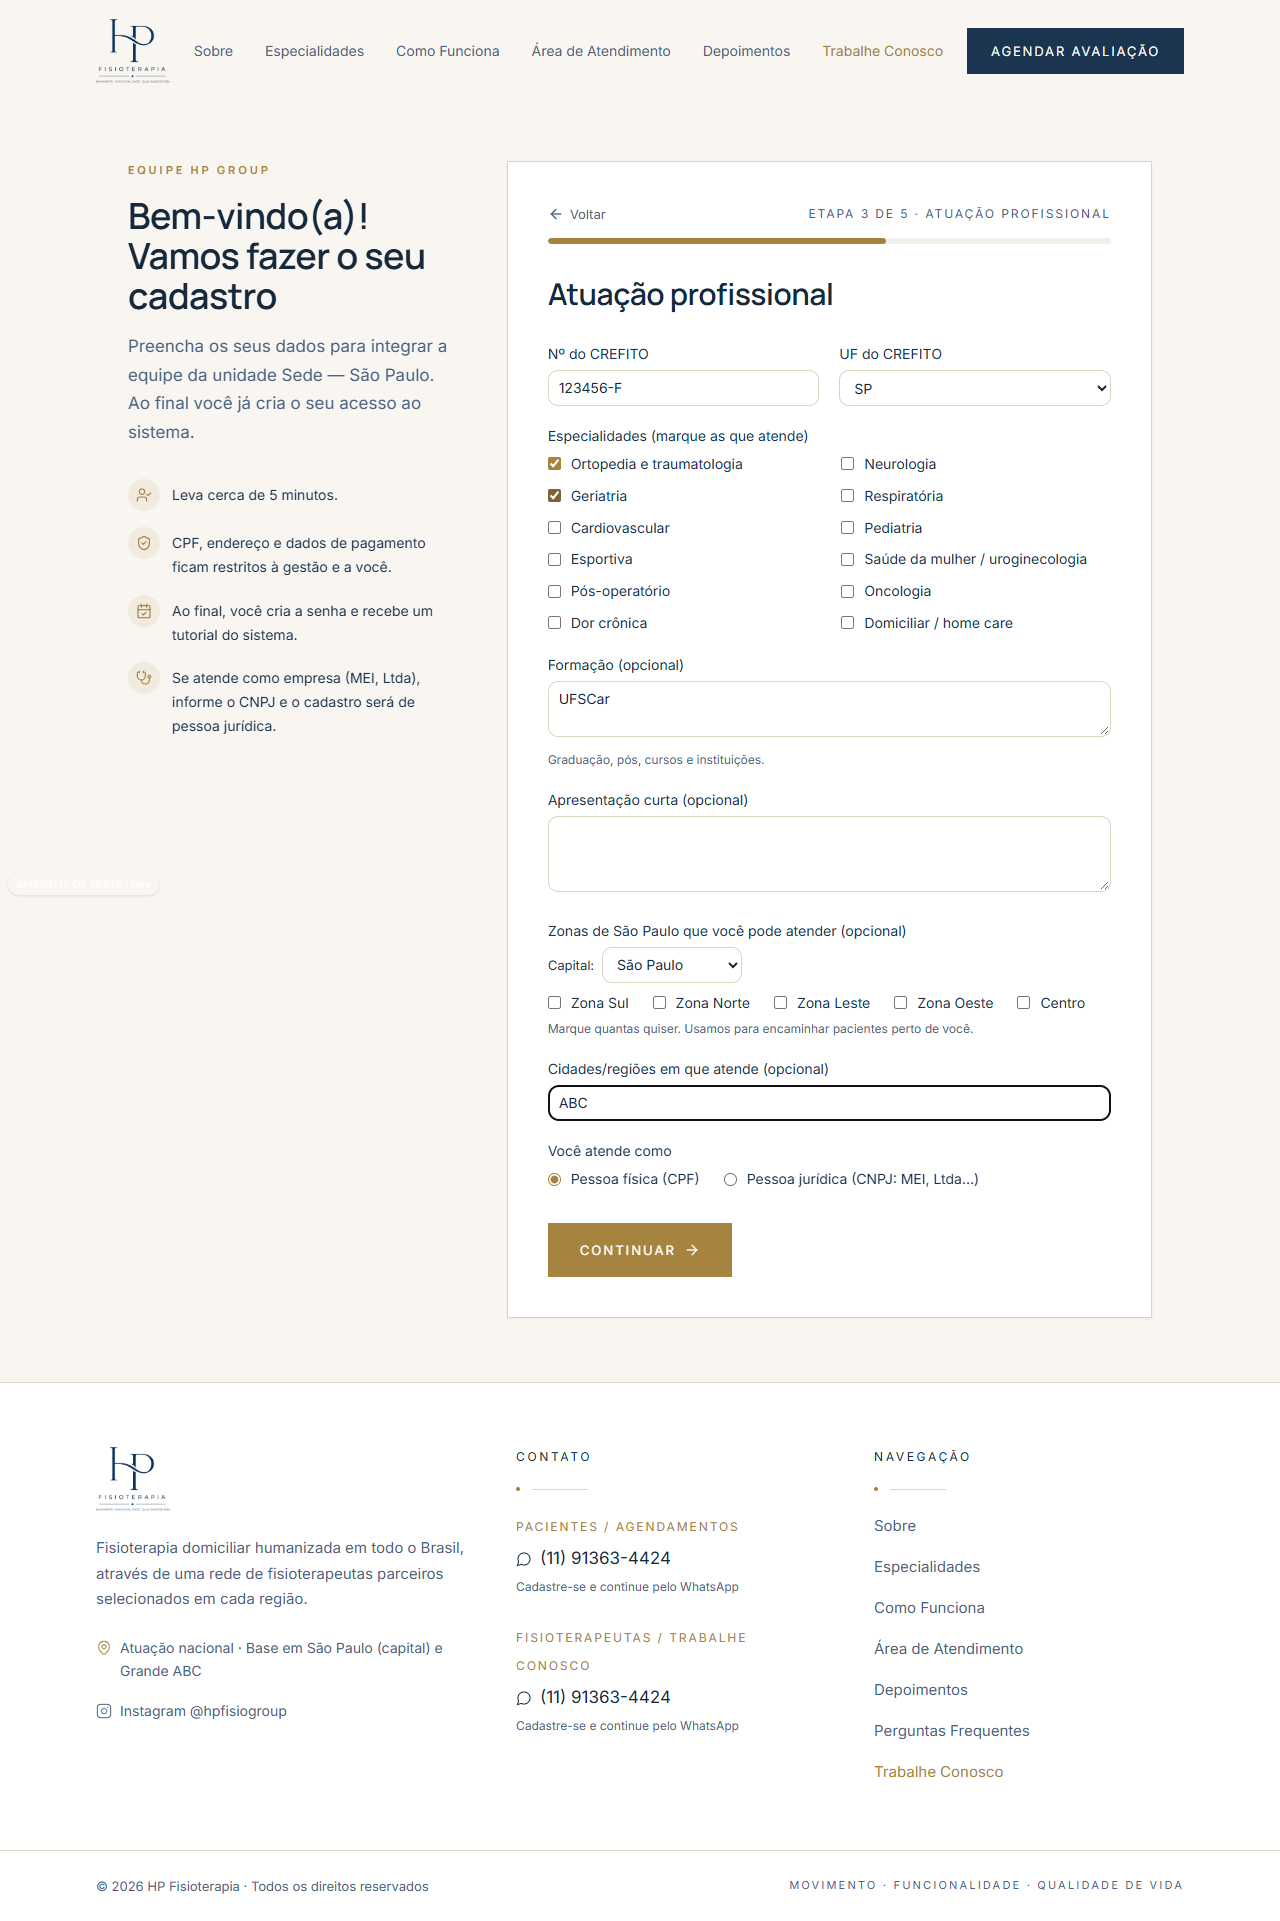 HP
FISIOTERAPIA
Sobre
Especialidades
Como Funciona
Área de Atendimento
Depoimentos
Trabalhe Conosco
AGENDAR AVALIAÇÃO
EQUIPE HP GROUP
Bem-vindo(a)!
Vamos fazer o seu
cadastro
Preencha os seus dados para integrar a
equipe da unidade Sede — São Paulo.
Ao final você já cria o seu acesso ao
sistema.
Leva cerca de 5 minutos.
CPF, endereço e dados de pagamento
ficam restritos à gestão e a você.
Ao final, você cria a senha e recebe um
tutorial do sistema.
Se atende como empresa (MEI, Ltda),
informe o CNPJ e o cadastro será de
pessoa jurídica.
AMBIENTE DE TESTE · Dev
Voltar
ETAPA 3 DE 5 · ATUAÇÃO PROFISSIONAL
Atuação profissional
Nº do CREFITO
UF do CREFITO
123456-F
SP
Especialidades (marque as que atende)
Ortopedia e traumatologia
Neurologia
Geriatria
Respiratória
Cardiovascular
Pediatria
Esportiva
Saúde da mulher / uroginecologia
Pós-operatório
Oncologia
Dor crônica
Domiciliar / home care
Formação (opcional)
UFSCar
Graduação, pós, cursos e instituições.
Apresentação curta (opcional)
Zonas de São Paulo que você pode atender (opcional)
Capital:
São Paulo
Zona Sul
Zona Norte
Zona Leste
Zona Oeste
Centro
Marque quantas quiser. Usamos para encaminhar pacientes perto de você.
Cidades/regiões em que atende (opcional)
ABC
Você atende como
Pessoa física (CPF)
Pessoa jurídica (CNPJ: MEI, Ltda...)
CONTINUAR
HP
FISIOTERAPIA
Fisioterapia domiciliar humanizada em todo o Brasil,
através de uma rede de fisioterapeutas parceiros
selecionados em cada região.
Atuação nacional · Base em São Paulo (capital) e
Grande ABC
Instagram @hpfisiogroup
CONTATO
PACIENTES / AGENDAMENTOS
(11) 91363-4424
Cadastre-se e continue pelo WhatsApp
FISIOTERAPEUTAS / TRABALHE
CONOSCO
(11) 91363-4424
Cadastre-se e continue pelo WhatsApp
NAVEGAÇÃO
Sobre
Especialidades
Como Funciona
Área de Atendimento
Depoimentos
Perguntas Frequentes
Trabalhe Conosco
© 2026 HP Fisioterapia · Todos os direitos reservados
MOVIMENTO · FUNCIONALIDADE · QUALIDADE DE VIDA